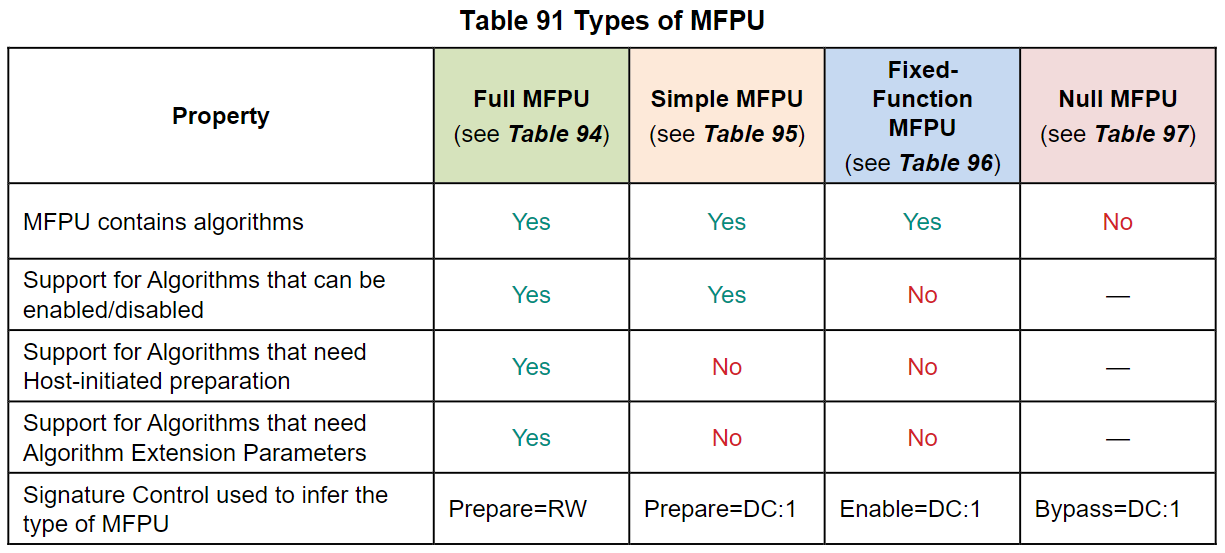 Table 91 Types of MFPU
Property
Full MFPU
(see Table 94)
Simple MFPU
(see Table 95)
Fixed-
Function
MFPU
(see Table 96)
Null MFPU
(see Table 97)
MFPU contains algorithms
Yes
Yes
Yes
No
Support for Algorithms that can be
enabled/disabled
Yes
Yes
No
—
Support for Algorithms that need
Host-initiated preparation
Yes
No
No
—
Support for Algorithms that need
Algorithm Extension Parameters
Yes
No
No
—
Signature Control used to infer the
type of MFPU
Prepare=RW
Prepare=DC:1
Enable=DC:1
Bypass=DC:1